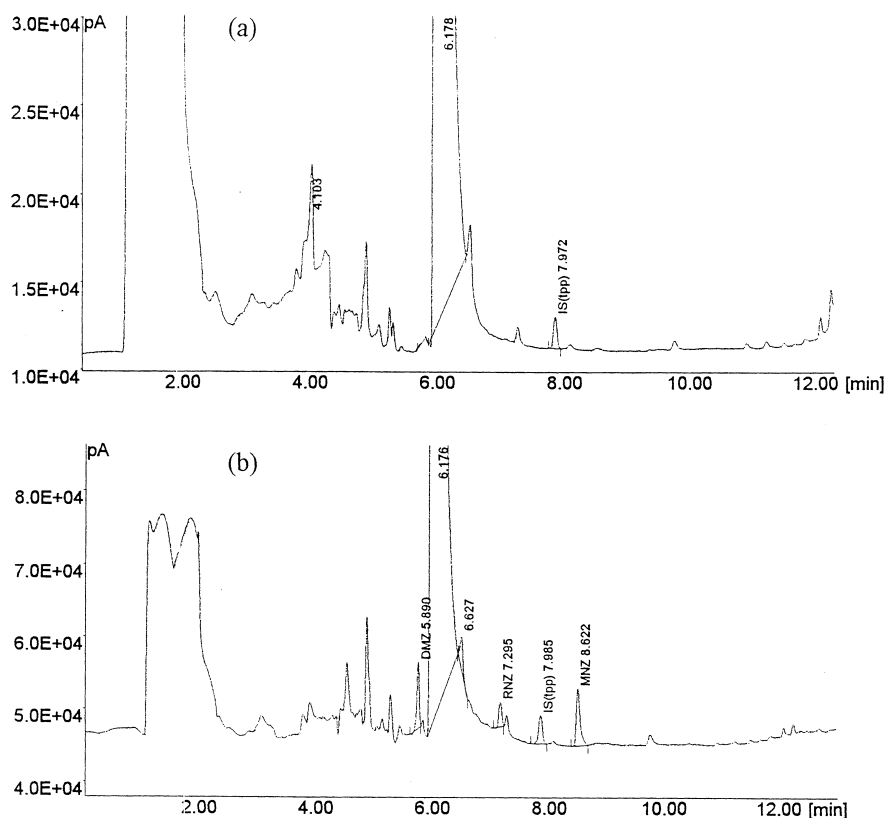 3.0E+04
pA
(a)
6.178
2.5E+04
4.103
2.0E+04
IS(tpp) 7.972
1.5E+04
1.0E+04
2.00 4.00 6.00 8.00 10.00 12.00 [min]
pA
(b)
6.176
8.0E+04
7.0E+04
DMZ 5.890
6.627
6.0E+04
RNZ 7.295
IS(tpp) 7.985
MNZ 8.622
5.0E+04
4.0E+04
2.00 4.00 6.00 8.00 10.00 12.00 [min]